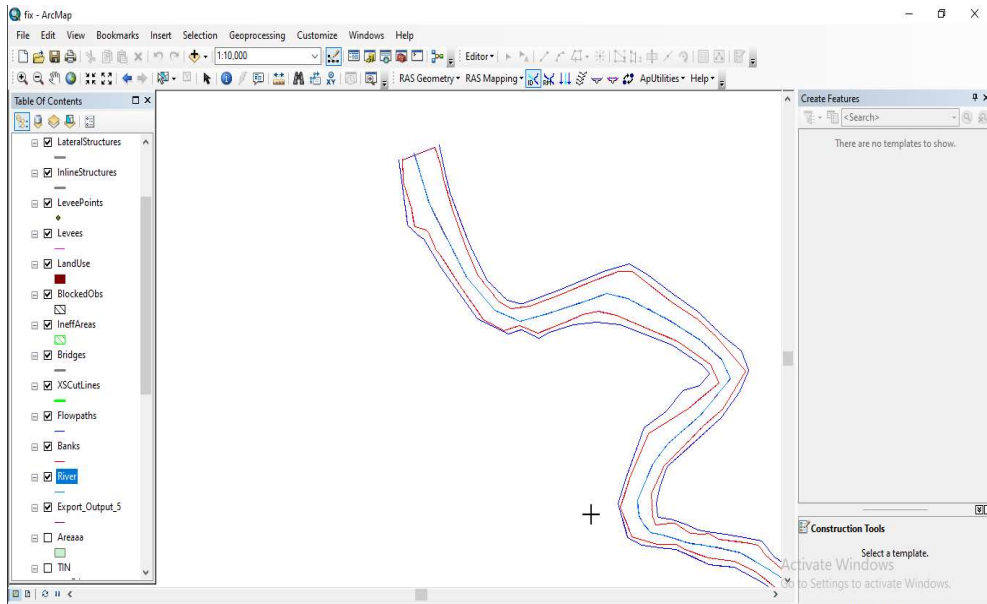 fix - ArcMap
File Edit View Bookmarks Insert Selection Geoprocessing Customize Windows Help
1:10,000 Editor
RAS Geometry RAS Mapping ApUtilities Help
Table Of Contents
LateralStructures
InlineStructures
LeveePoints
Levees
LandUse
BlockedObs
IneffAreas
Bridges
XSCutLines
Flowpaths
Banks
River
Export_Output_5
Areaaa
TIN
Create Features
<Search>
There are no templates to show.
Construction Tools
Select a template.
Activate Windows
Go to Settings to activate Windows.